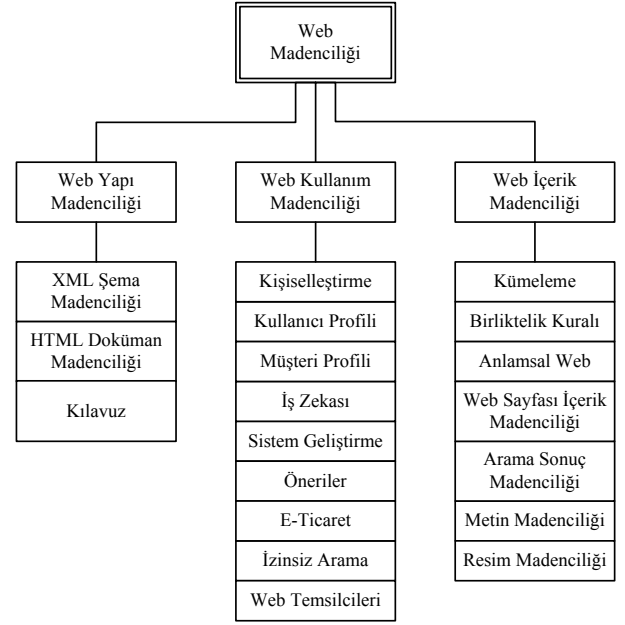 Web
Madenciliği
Web Yapı
Madenciliği
XML Şema
Madenciliği
HTML Doküman
Madenciliği
Kılavuz
Web Kullanım
Madenciliği
Kişiselleştirme
Kullanıcı Profili
Müşteri Profili
İş Zekası
Sistem Geliştirme
Öneriler
E-Ticaret
İzinsiz Arama
Web Temsilcileri
Web İçerik
Madenciliği
Kümeleme
Birliktelik Kuralı
Anlamsal Web
Web Sayfası İçerik
Madenciliği
Arama Sonuç
Madenciliği
Metin Madenciliği
Resim Madenciliği